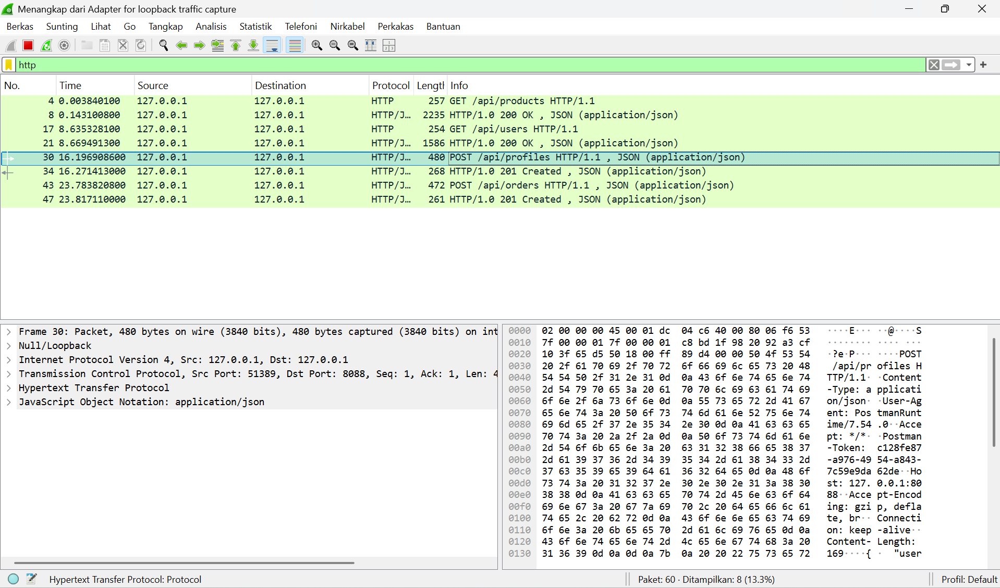 Menangkap dari Adapter for loopback traffic capture
Berkas Sunting Lihat Go Tangkap Analisis Statistik Telefoni Nirkabel Perkakas Bantuan
http
No. Time Source Destination Protocol Length Info
4 0.003840100 127.0.0.1 127.0.0.1 HTTP 257 GET /api/products HTTP/1.1
8 0.143100800 127.0.0.1 127.0.0.1 HTTP/J… 2235 HTTP/1.0 200 OK , JSON (application/json)
17 8.635328100 127.0.0.1 127.0.0.1 HTTP 254 GET /api/users HTTP/1.1
21 8.669491300 127.0.0.1 127.0.0.1 HTTP/J… 1586 HTTP/1.0 200 OK , JSON (application/json)
30 16.196908600 127.0.0.1 127.0.0.1 HTTP/J… 480 POST /api/profiles HTTP/1.1 , JSON (application/json)
34 16.271413000 127.0.0.1 127.0.0.1 HTTP/J… 268 HTTP/1.0 201 Created , JSON (application/json)
43 23.783820800 127.0.0.1 127.0.0.1 HTTP/J… 472 POST /api/orders HTTP/1.1 , JSON (application/json)
47 23.817110000 127.0.0.1 127.0.0.1 HTTP/J… 261 HTTP/1.0 201 Created , JSON (application/json)
Frame 30: Packet, 480 bytes on wire (3840 bits), 480 bytes captured (3840 bits) on int
Null/Loopback
Internet Protocol Version 4, Src: 127.0.0.1, Dst: 127.0.0.1
Transmission Control Protocol, Src Port: 51389, Dst Port: 8088, Seq: 1, Ack: 1, Len: 4
Hypertext Transfer Protocol
JavaScript Object Notation: application/json
0000 02 00 00 00 45 00 01 dc 04 c6 40 00 80 06 f6 53 ····E··· ··@····S
0010 7f 00 00 01 7f 00 00 01 c8 bd 1f 98 20 92 a3 cf ········ ···· ···
0020 10 3f 65 d5 50 18 00 ff 89 d4 00 00 50 4f 53 54 ·?e·P··· ····POST
0030 20 2f 61 70 69 2f 70 72 6f 66 69 6c 65 73 20 48 /api/pr ofiles H
0040 54 54 50 2f 31 2e 31 0d 0a 43 6f 6e 74 65 6e 74 TTP/1.1· ·Content
0050 2d 54 79 70 65 3a 20 61 70 70 6c 69 63 61 74 69 -Type: a pplicati
0060 6f 6e 2f 6a 73 6f 6e 0d 0a 55 73 65 72 2d 41 67 on/json· ·User-Ag
0070 65 6e 74 3a 20 50 6f 73 74 6d 61 6e 52 75 6e 74 ent: Pos tmanRunt
0080 69 6d 65 2f 37 2e 35 34 2e 30 0d 0a 41 63 63 65 ime/7.54 .0··Acce
0090 70 74 3a 20 2a 2f 2a 0d 0a 50 6f 73 74 6d 61 6e pt: */*· ·Postman
00a0 2d 54 6f 6b 65 6e 3a 20 63 31 32 38 66 65 38 37 -Token: c128fe87
00b0 2d 61 39 37 36 2d 34 39 35 34 2d 61 38 34 33 2d -a976-49 54-a843-
00c0 37 63 35 39 65 39 64 61 36 32 64 65 0d 0a 48 6f 7c59e9da 62de··Ho
00d0 73 74 3a 20 31 32 37 2e 30 2e 30 2e 31 3a 38 30 st: 127. 0.0.1:80
00e0 38 38 0d 0a 41 63 63 65 70 74 2d 45 6e 63 6f 64 88··Acce pt-Encod
00f0 69 6e 67 3a 20 67 7a 69 70 2c 20 64 65 66 6c 61 ing: gzi p, defla
0100 74 65 2c 20 62 72 0d 0a 43 6f 6e 6e 65 63 74 69 te, br·· Connecti
0110 6f 6e 3a 20 6b 65 65 70 2d 61 6c 69 76 65 0d 0a on: keep -alive··
0120 43 6f 6e 74 65 6e 74 2d 4c 65 6e 67 74 68 3a 20 Content- Length:
0130 31 36 39 0d 0a 0d 0a 7b 0a 20 20 22 75 73 65 72 169····{ · "user
Hypertext Transfer Protocol: Protocol
Paket: 60 · Ditampilkan: 8 (13.3%)
Profil: Default